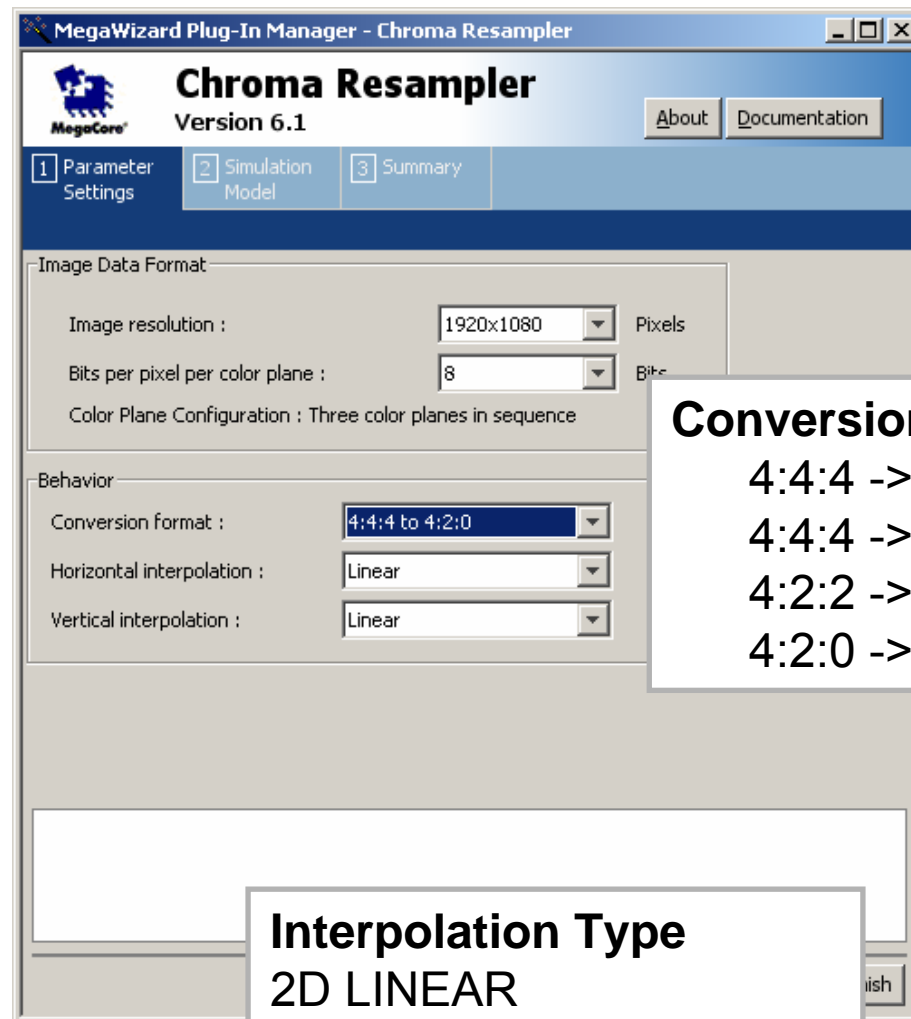 MegaWizard Plug-In Manager - Chroma Resampler
MegaCore®
Chroma Resampler
Version 6.1
About Documentation
1 Parameter Settings
2 Simulation Model
3 Summary
Image Data Format
Image resolution : 1920x1080 Pixels
Bits per pixel per color plane : 8 Bits
Color Plane Configuration : Three color planes in sequence
Behavior
Conversion format : 4:4:4 to 4:2:0
Horizontal interpolation : Linear
Vertical interpolation : Linear
Conversion
4:4:4 ->
4:4:4 ->
4:2:2 ->
4:2:0 ->
Interpolation Type
2D LINEAR